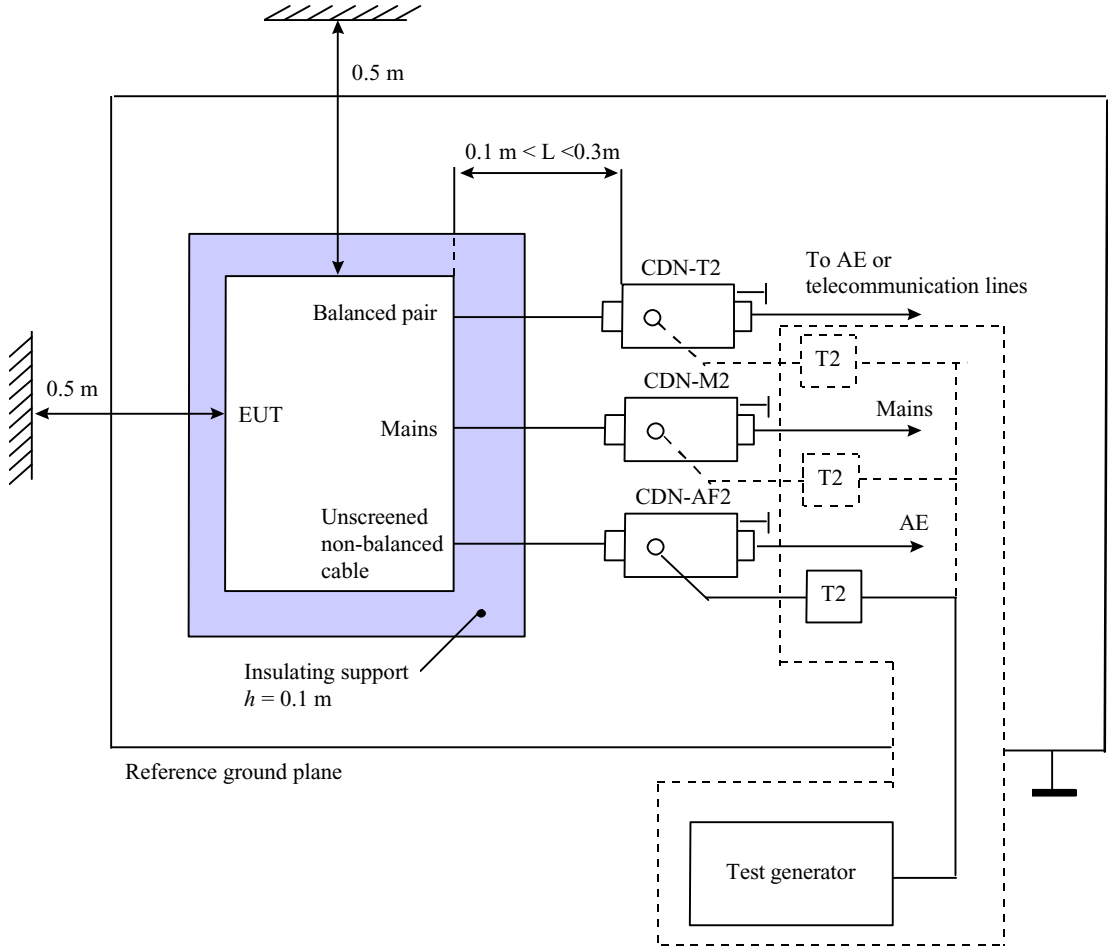 0.5 m
0.1 m < L <0.3m
CDN-T2
To AE or
telecommunication lines
Balanced pair
T2
0.5 m
CDN-M2
EUT
Mains
Mains
T2
CDN-AF2
Unscreened
non-balanced
cable
AE
T2
Insulating support
h = 0.1 m
Reference ground plane
Test generator